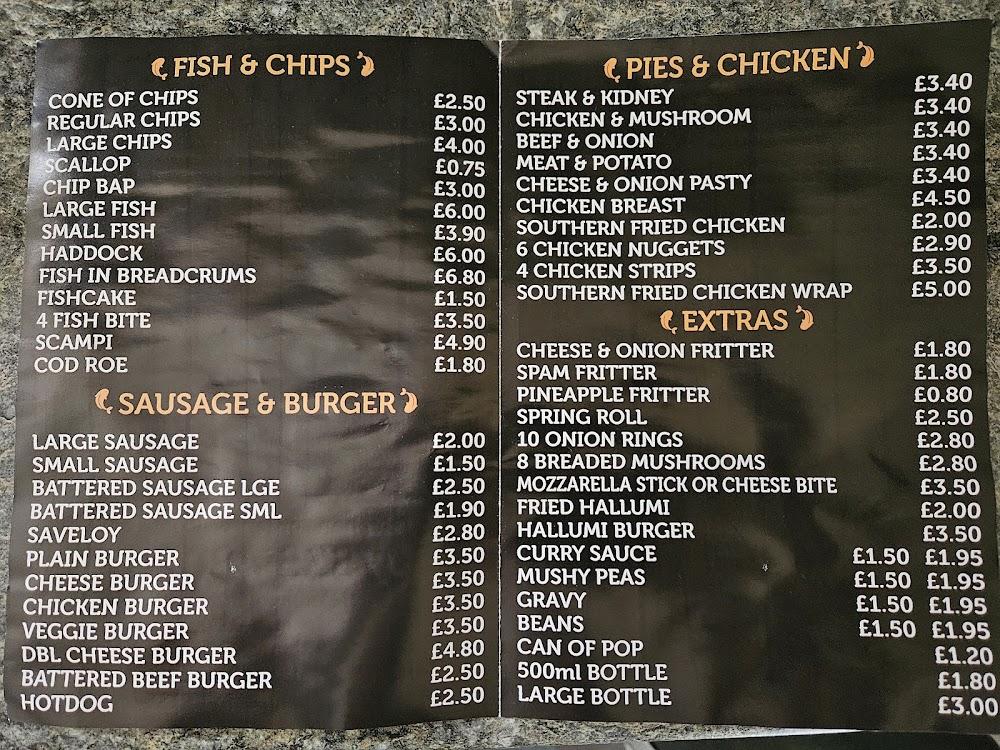 FISH & CHIPS
CONE OF CHIPS £2.50
REGULAR CHIPS £3.00
LARGE CHIPS £4.00
SCALLOP £0.75
CHIP BAP £3.00
LARGE FISH £6.00
SMALL FISH £3.90
HADDOCK £6.00
FISH IN BREADCRUMS £6.80
FISHCAKE £1.50
4 FISH BITE £3.50
SCAMPI £4.90
COD ROE £1.80
SAUSAGE & BURGER
LARGE SAUSAGE £2.00
SMALL SAUSAGE £1.50
BATTERED SAUSAGE LGE £2.50
BATTERED SAUSAGE SML £1.90
SAVELOY £2.80
PLAIN BURGER £3.50
CHEESE BURGER £3.50
CHICKEN BURGER £3.50
VEGGIE BURGER £3.50
DBL CHEESE BURGER £4.80
BATTERED BEEF BURGER £2.50
HOTDOG £2.50
PIES & CHICKEN
STEAK & KIDNEY £3.40
CHICKEN & MUSHROOM £3.40
BEEF & ONION £3.40
MEAT & POTATO £3.40
CHEESE & ONION PASTY £3.40
CHICKEN BREAST £4.50
SOUTHERN FRIED CHICKEN £2.00
6 CHICKEN NUGGETS £2.90
4 CHICKEN STRIPS £3.50
SOUTHERN FRIED CHICKEN WRAP £5.00
EXTRAS
CHEESE & ONION FRITTER £1.80
SPAM FRITTER £1.80
PINEAPPLE FRITTER £0.80
SPRING ROLL £2.50
10 ONION RINGS £2.80
8 BREADED MUSHROOMS £2.80
MOZZARELLA STICK OR CHEESE BITE £3.50
FRIED HALLUMI £2.00
HALLUMI BURGER £3.50
CURRY SAUCE £1.50 £1.95
MUSHY PEAS £1.50 £1.95
GRAVY £1.50 £1.95
BEANS £1.50 £1.95
CAN OF POP £1.20
500ml BOTTLE £1.80
LARGE BOTTLE £3.00